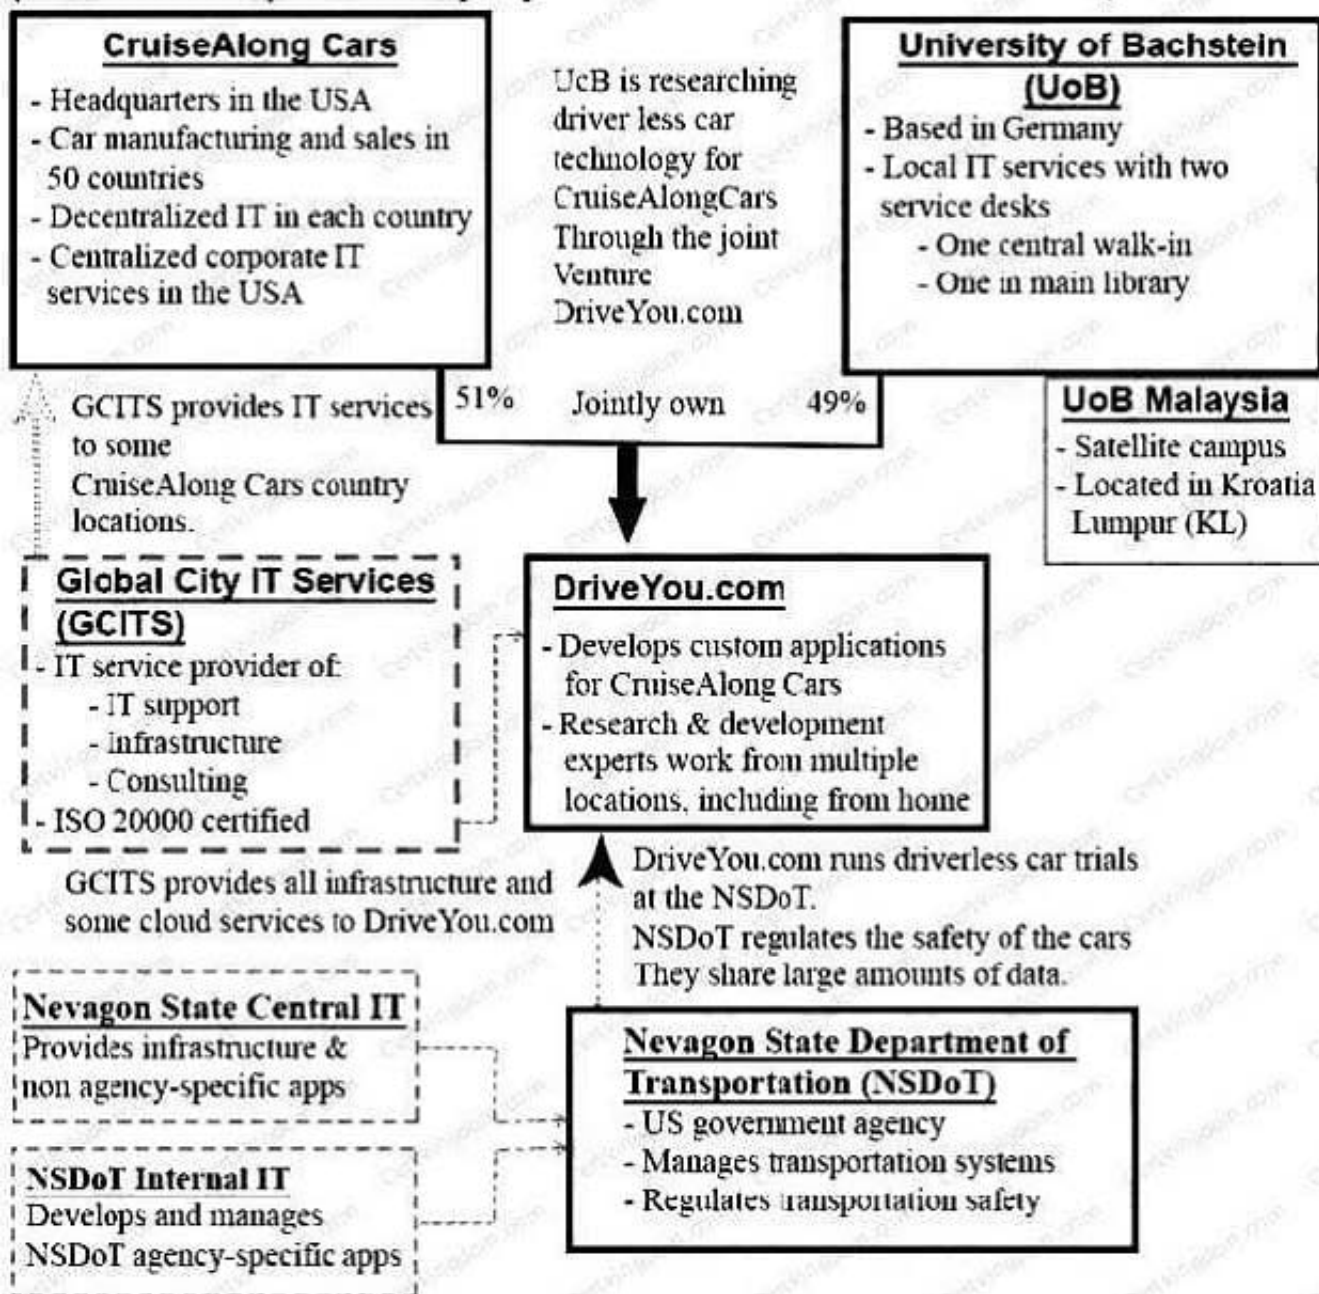 CruiseAlong Cars
- Headquarters in the USA
- Car manufacturing and sales in
50 countries
- Decentralized IT in each country
- Centralized corporate IT
services in the USA
UcB is researching
driver less car
technology for
CruiseAlongCars
Through the joint
Venture
DriveYou.com
University of Bachstein
(UoB)
- Based in Germany
- Local IT services with two
service desks
- One central walk-in
- One in main library
51% Jointly own 49%
UoB Malaysia
- Satellite campus
- Located in Kroatia
Lumpur (KL)
GCITS provides IT services
to some
CruiseAlong Cars country
locations.
Global City IT Services
(GCITS)
- IT service provider of:
- IT support
- Infrastructure
- Consulting
- ISO 20000 certified
DriveYou.com
- Develops custom applications
for CruiseAlong Cars
- Research & development
experts work from multiple
locations, including from home
GCITS provides all infrastructure and
some cloud services to DriveYou.com
DriveYou.com runs driverless car trials
at the NSDoT.
NSDoT regulates the safety of the cars
They share large amounts of data.
Nevagon State Central IT
Provides infrastructure &
non agency-specific apps
NSDoT Internal IT
Develops and manages
NSDoT agency-specific apps
Nevagon State Department of
Transportation (NSDoT)
- US government agency
- Manages transportation systems
- Regulates transportation safety